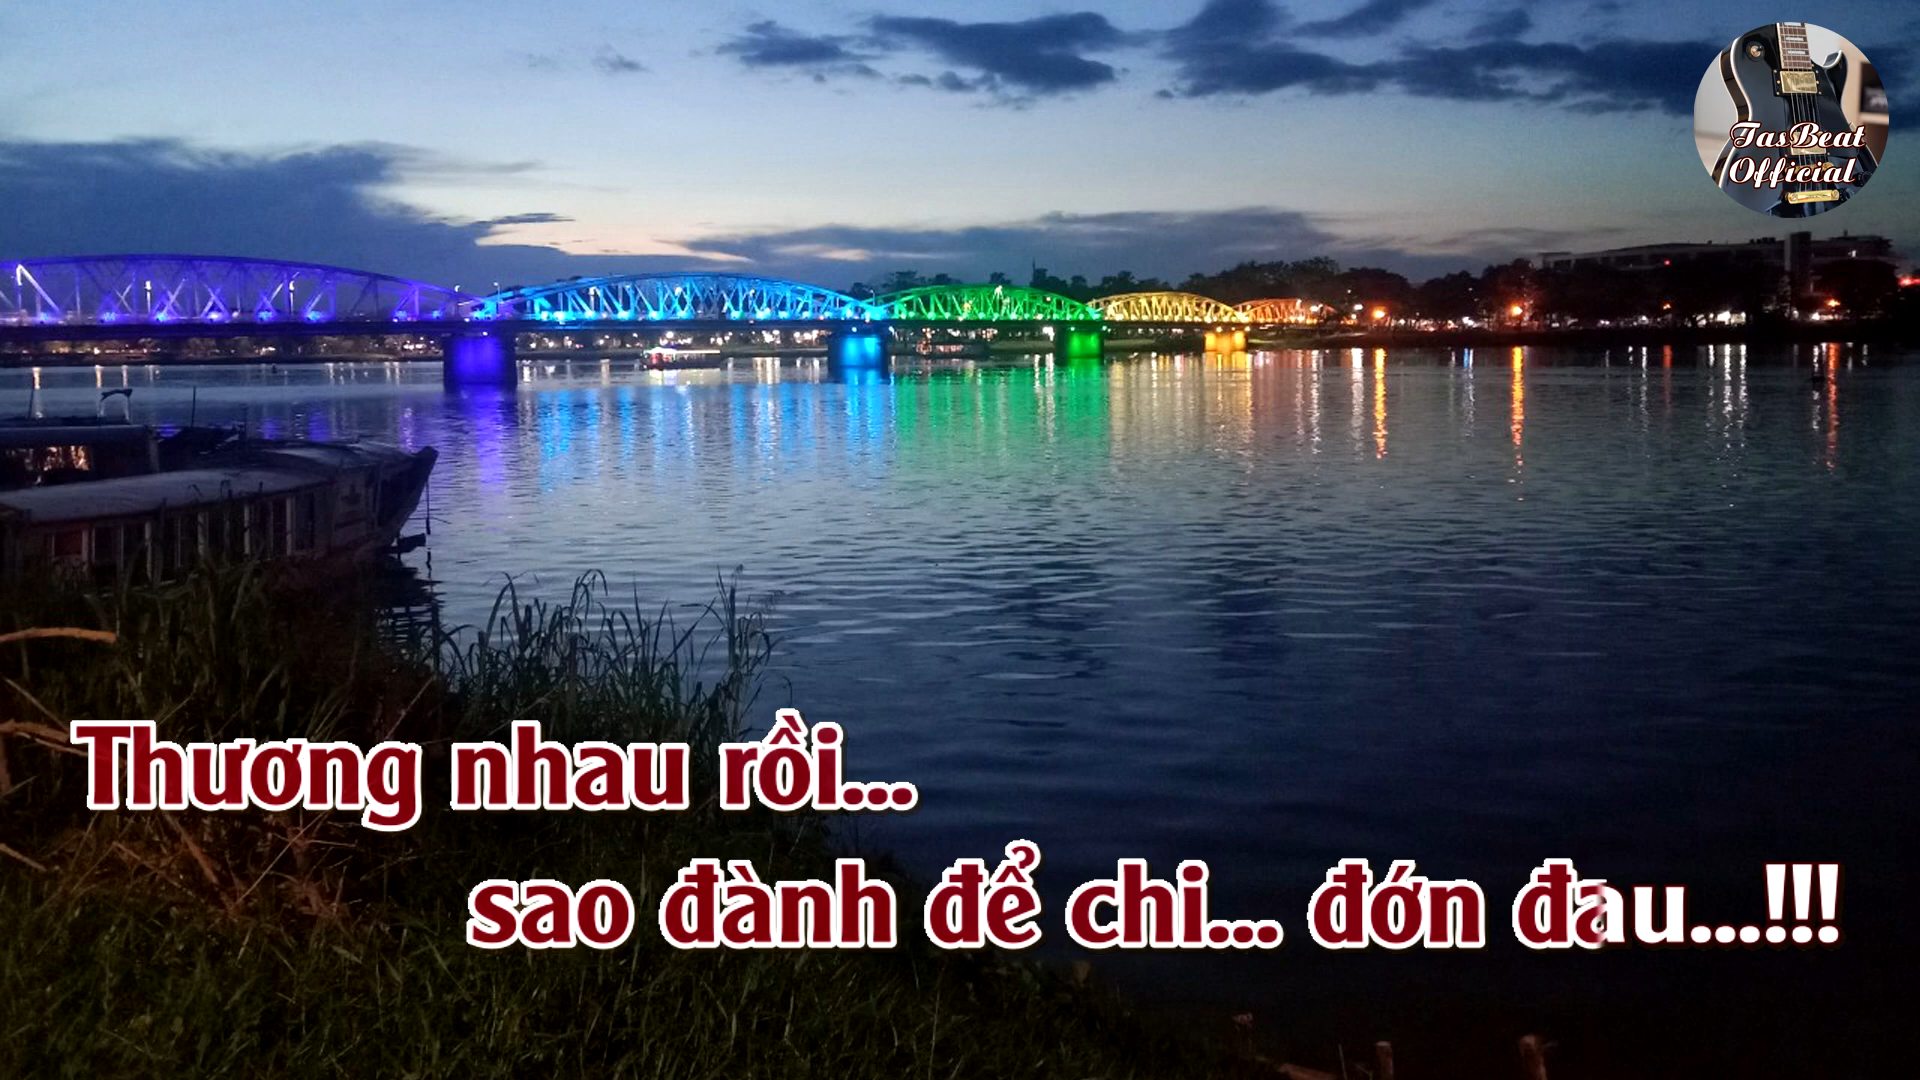 TasBeat
Official
Thương nhau rồi...
sao đành để chi... đớn đau...!!!